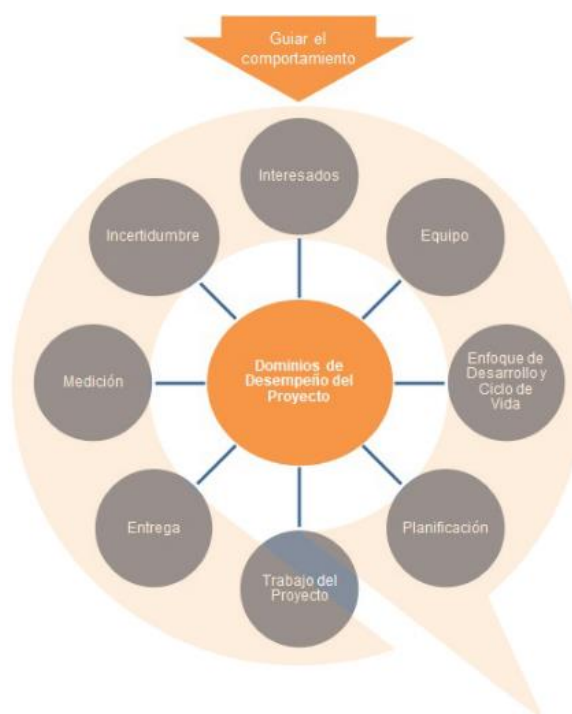 Guiar el
comportamiento
Interesados
Equipo
Enfoque de
Desarrollo y
Ciclo de
Vida
Planificación
Trabajo del
Proyecto
Entrega
Medición
Incertidumbre
Dominios de
Desempeño del
Proyecto